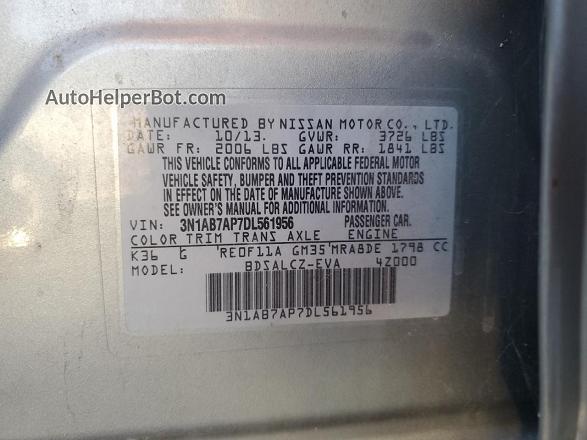 AutoHelperBot.com
MANUFACTURED BY NISSAN MOTOR CO., LTD.
DATE: 10/13. GVWR: 3726 LBS
GAWR FR: 2006 LBS GAWR RR: 1841 LBS
THIS VEHICLE CONFORMS TO ALL APPLICABLE FEDERAL MOTOR
VEHICLE SAFETY, BUMPER AND THEFT PREVENTION STANDARDS
IN EFFECT ON THE DATE OF MANUFACTURE SHOWN ABOVE.
SEE OWNER'S MANUAL FOR ADDITIONAL INFORMATION.
VIN: 3N1AB7AP7DL561956 PASSENGER CAR.
COLOR TRIM TRANS AXLE ENGINE
K36 G RE0F11A GM35 MRA8DE 1798 CC
MODEL: BDSALCZ-EVA 4Z000
3N1AB7AP7DL561956